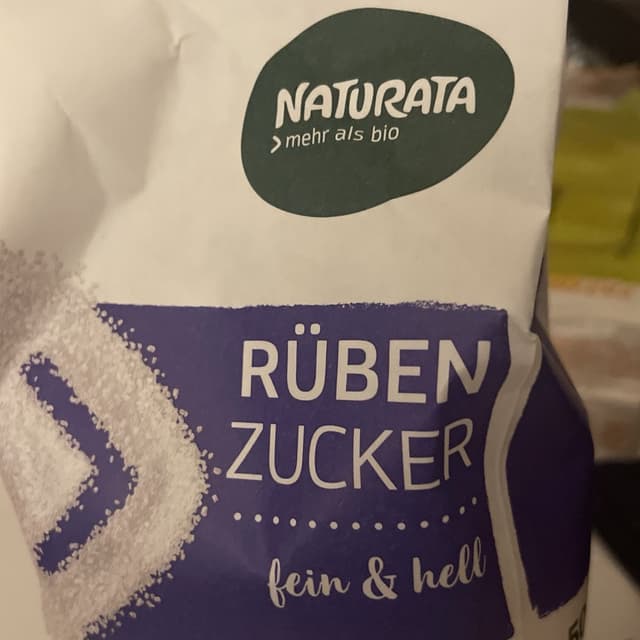 NATURATA
mehr als bio
RÜBEN
ZUCKER
fein & hell